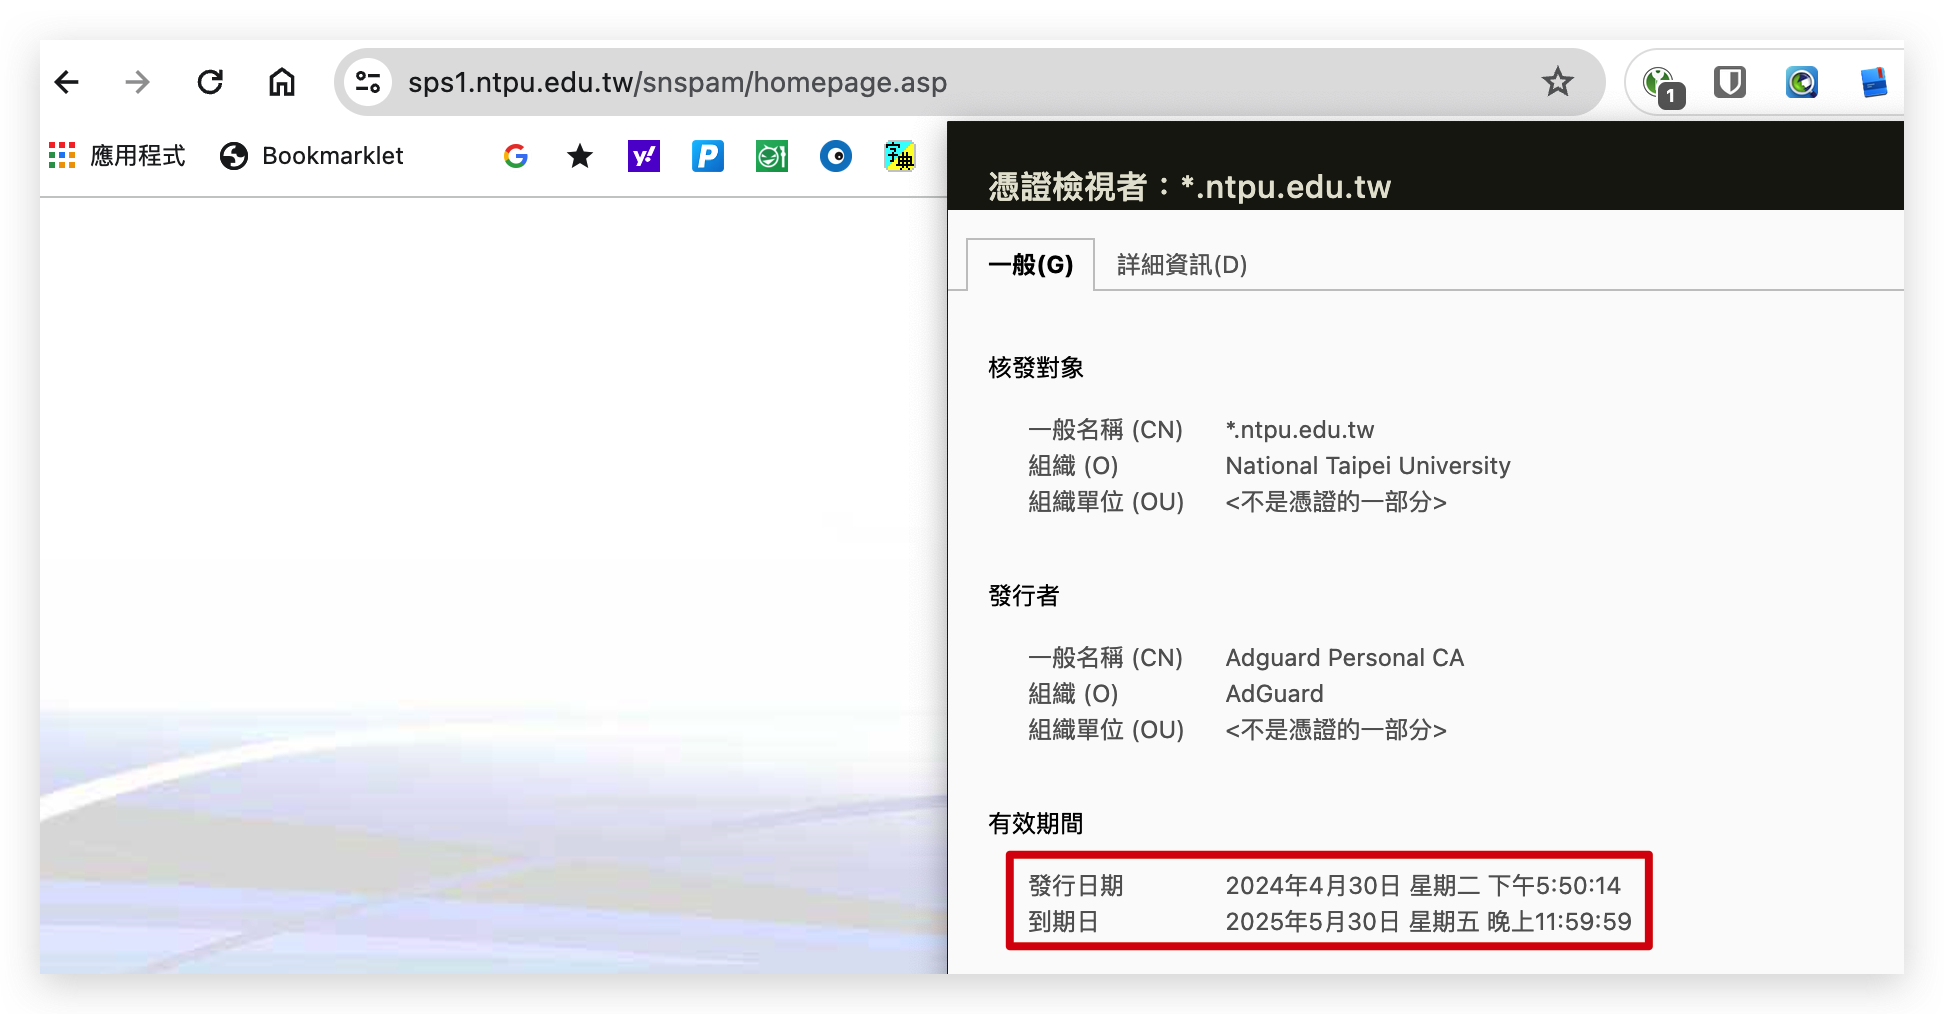 sps1.ntpu.edu.tw/snspam/homepage.asp
1
應用程式 Bookmarklet
G y! P 字典
憑證檢視者：*.ntpu.edu.tw
一般(G) 詳細資訊(D)
核發對象
一般名稱 (CN) *.ntpu.edu.tw
組織 (O) National Taipei University
組織單位 (OU) <不是憑證的一部分>
發行者
一般名稱 (CN) Adguard Personal CA
組織 (O) AdGuard
組織單位 (OU) <不是憑證的一部分>
有效期間
發行日期 2024年4月30日 星期二 下午5:50:14
到期日 2025年5月30日 星期五 晚上11:59:59